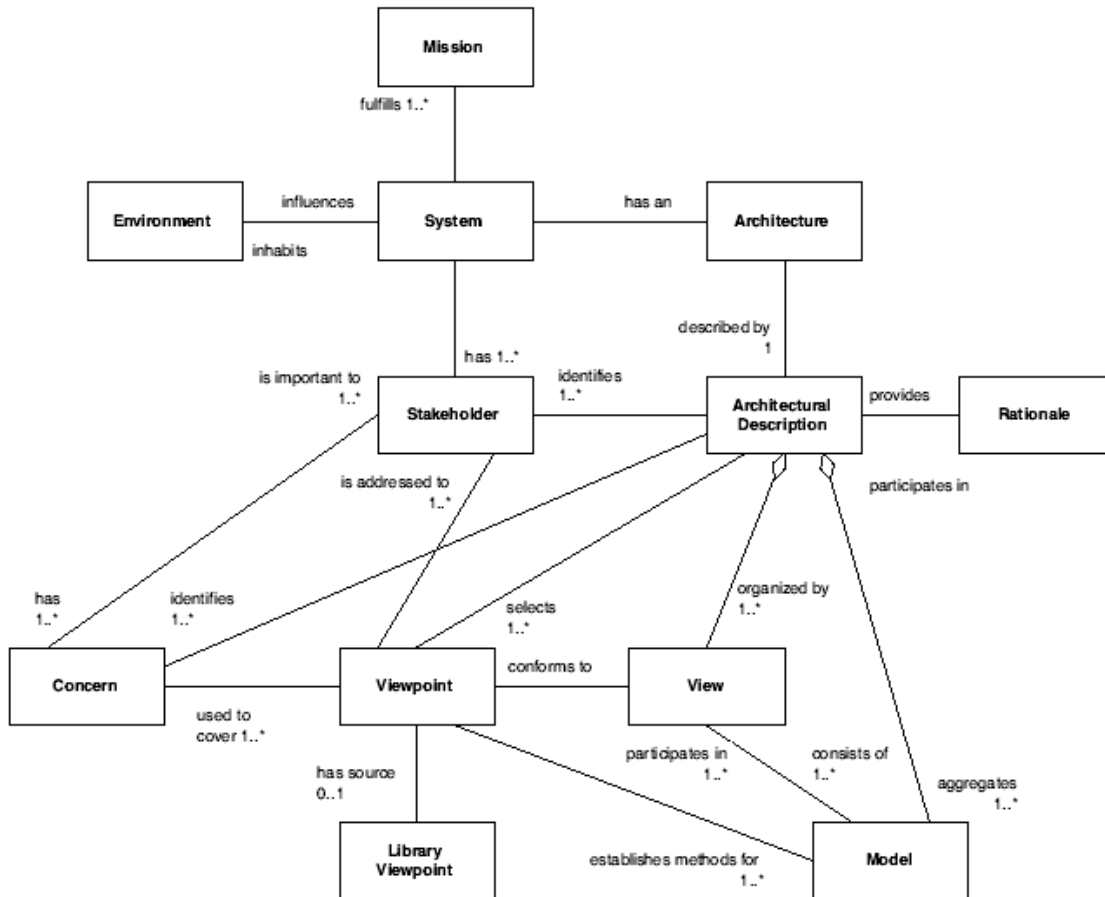 Mission
fulfills 1..*
Environment
influences
inhabits
System
has an
Architecture
described by
1
has 1..*
is important to
1..*
Stakeholder
identifies
1..*
Architectural
Description
provides
Rationale
is addressed to
1..*
participates in
has
1..*
identifies
1..*
selects
1..*
organized by
1..*
Concern
Viewpoint
conforms to
View
used to
cover 1..*
has source
0..1
participates in
1..*
consists of
1..*
aggregates
1..*
Library
Viewpoint
establishes methods for
1..*
Model